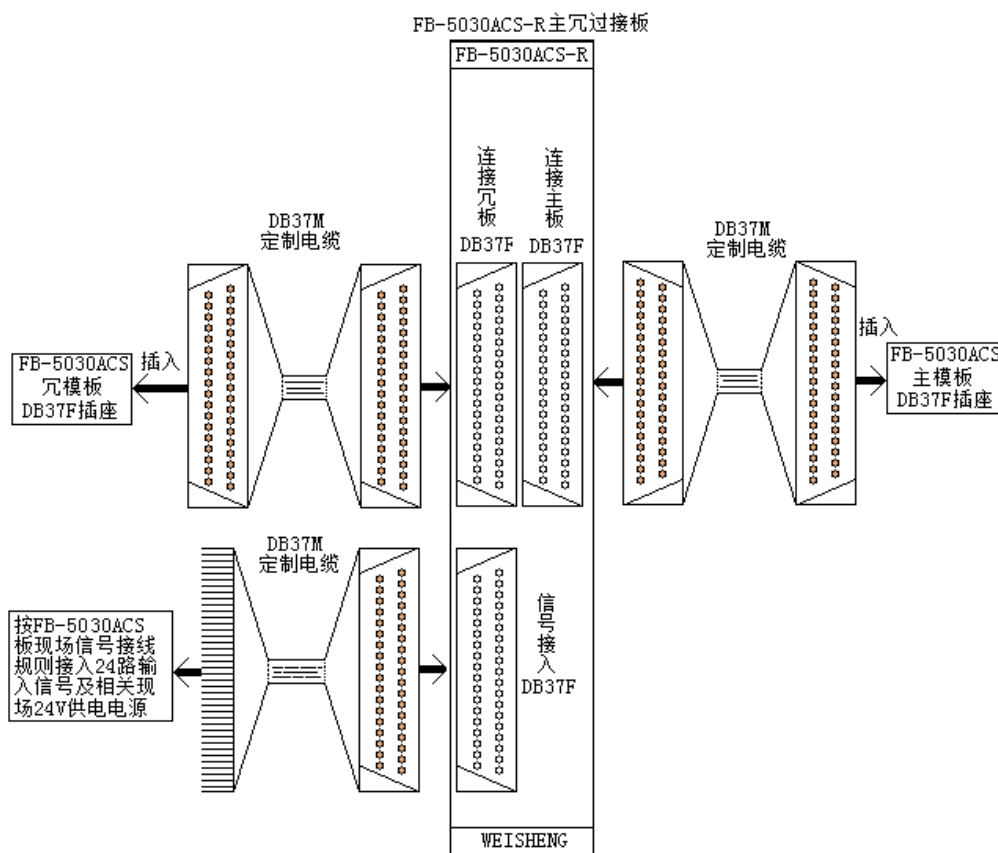 FB-5030ACS-R主冗过接板
FB-5030ACS-R
连接冗板
DB37F
连接主板
DB37F
DB37M
定制电缆
DB37M
定制电缆
插入
FB-5030ACS
冗模板
DB37F插座
插入
FB-5030ACS
主模板
DB37F插座
DB37M
定制电缆
信号接入
DB37F
按FB-5030ACS
板现场信号接线
规则接入24路输
入信号及相关现
场24V供电电源
WEISHENG